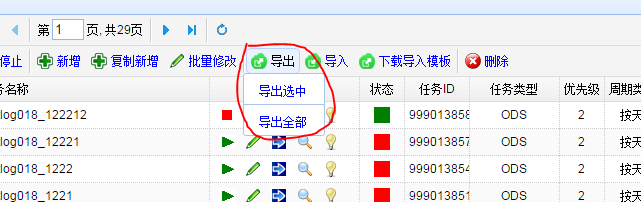 第 1 页, 共29页
停止 新增 复制新增 批量修改 导出 导入 下载导入模板 删除
务名称 状态 任务ID 任务类型 优先级 周期类
导出选中
导出全部
log018_122212 999013858 ODS 2 按天
log018_12221 999013857 ODS 2 按天
log018_1222 999013854 ODS 2 按天
log018_1221 999013851 ODS 2 按天